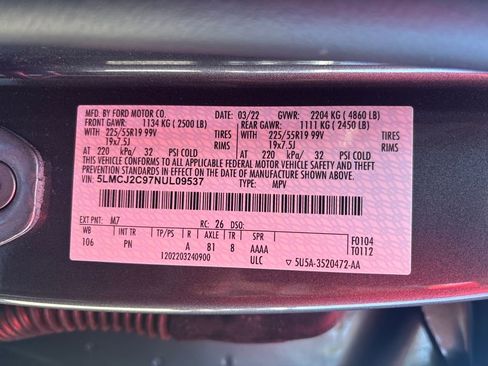 MFD. BY FORD MOTOR CO. 03/22 GVWR: 2204 KG ( 4860 LB)
FRONT GAWR: 1134 KG ( 2500 LB) REAR GAWR: 1111 KG ( 2450 LB)
WITH 225/55R19 99V TIRES WITH 225/55R19 99V TIRES
19x7.5J RIMS 19x7.5J RIMS
AT 220 kPa/ 32 PSI COLD AT 220 kPa/ 32 PSI COLD
THIS VEHICLE CONFORMS TO ALL APPLICABLE FEDERAL MOTOR VEHICLE SAFETY AND THEFT
PREVENTION STANDARDS IN EFFECT ON THE DATE OF MANUFACTURE SHOWN ABOVE.
VIN: 5LMCJ2C97NUL09537 TYPE: MPV
EXT PNT: M7 RC: 26 DSO:
WB INT TR TP/PS R AXLE TR SPR F0104
106 PN A 81 8 AAAA T0112
1202203240900 ULC ▽ 5U5A-3520472-AA